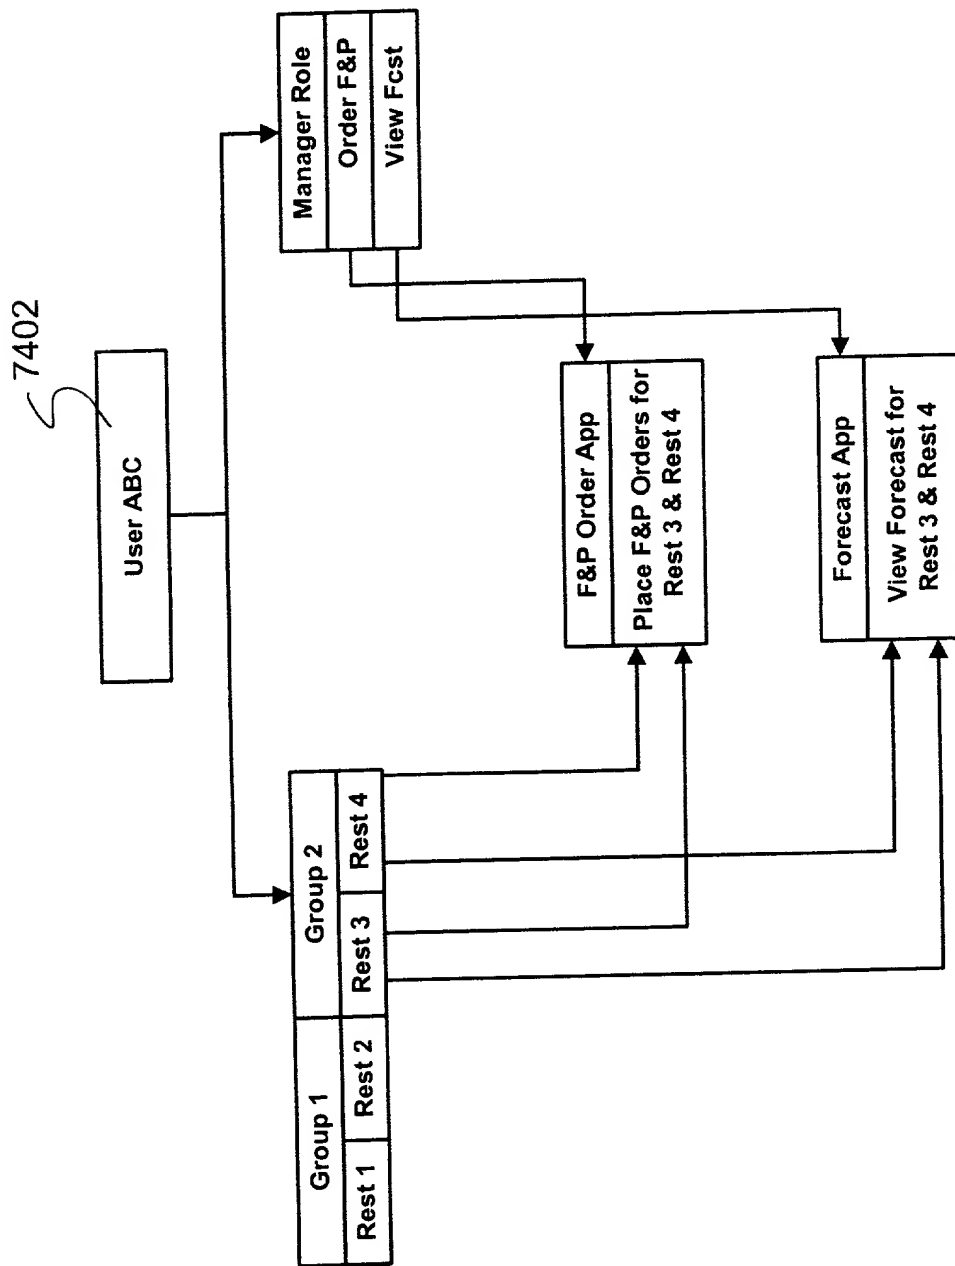 7402
User ABC
Group 1
Group 2
Rest 1
Rest 2
Rest 3
Rest 4
Manager Role
Order F&P
View Fcst
F&P Order App
Place F&P Orders for
Rest 3 & Rest 4
Forecast App
View Forecast for
Rest 3 & Rest 4